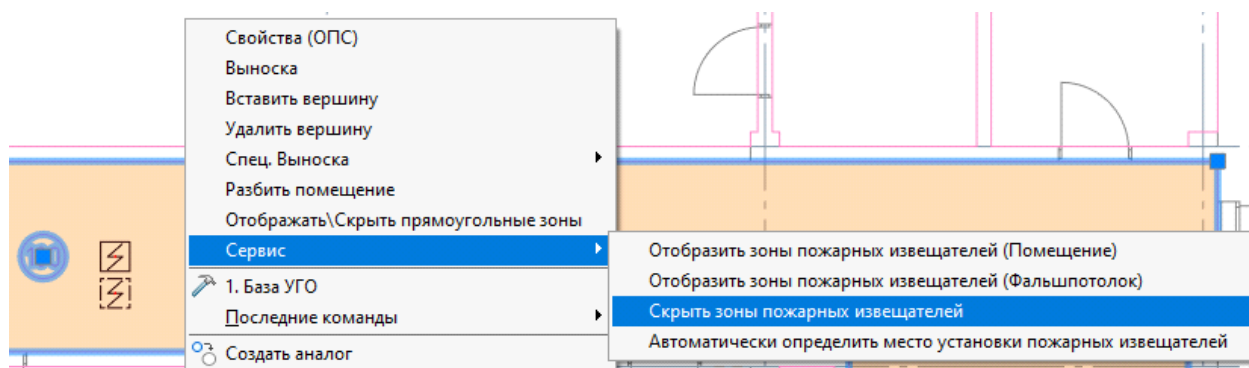 Свойства (ОПС)
Выноска
Вставить вершину
Удалить вершину
Спец. Выноска
Разбить помещение
Отображать\Скрыть прямоугольные зоны
Сервис
1. База УГО
Последние команды
Создать аналог
Отобразить зоны пожарных извещателей (Помещение)
Отобразить зоны пожарных извещателей (Фальшпотолок)
Скрыть зоны пожарных извещателей
Автоматически определить место установки пожарных извещателей